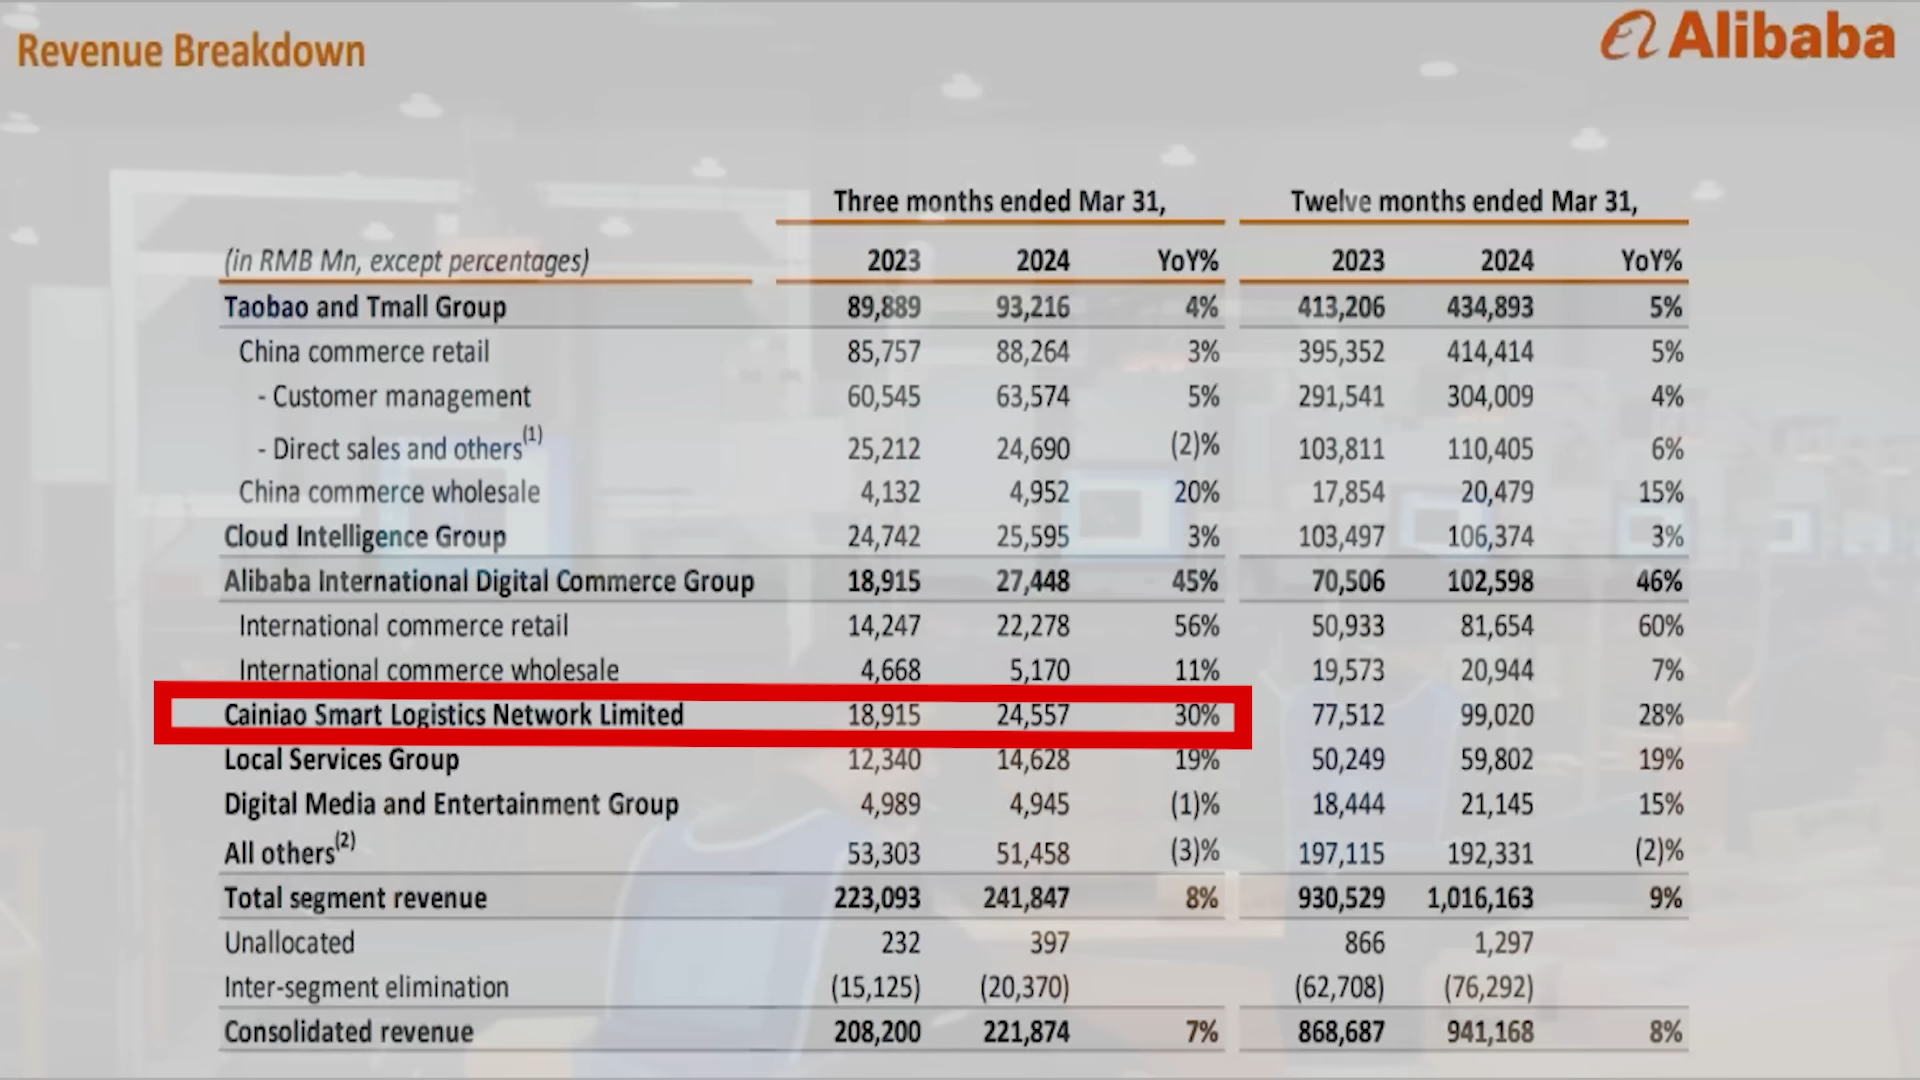 Revenue Breakdown
Alibaba
Three months ended Mar 31, Twelve months ended Mar 31,
(in RMB Mn, except percentages) 2023 2024 YoY% 2023 2024 YoY%
Taobao and Tmall Group 89,889 93,216 4% 413,206 434,893 5%
China commerce retail 85,757 88,264 3% 395,352 414,414 5%
- Customer management 60,545 63,574 5% 291,541 304,009 4%
- Direct sales and others(1) 25,212 24,690 (2)% 103,811 110,405 6%
China commerce wholesale 4,132 4,952 20% 17,854 20,479 15%
Cloud Intelligence Group 24,742 25,595 3% 103,497 106,374 3%
Alibaba International Digital Commerce Group 18,915 27,448 45% 70,506 102,598 46%
International commerce retail 14,247 22,278 56% 50,933 81,654 60%
International commerce wholesale 4,668 5,170 11% 19,573 20,944 7%
Cainiao Smart Logistics Network Limited 18,915 24,557 30% 77,512 99,020 28%
Local Services Group 12,340 14,628 19% 50,249 59,802 19%
Digital Media and Entertainment Group 4,989 4,945 (1)% 18,444 21,145 15%
All others(2) 53,303 51,458 (3)% 197,115 192,331 (2)%
Total segment revenue 223,093 241,847 8% 930,529 1,016,163 9%
Unallocated 232 397 866 1,297
Inter-segment elimination (15,125) (20,370) (62,708) (76,292)
Consolidated revenue 208,200 221,874 7% 868,687 941,168 8%